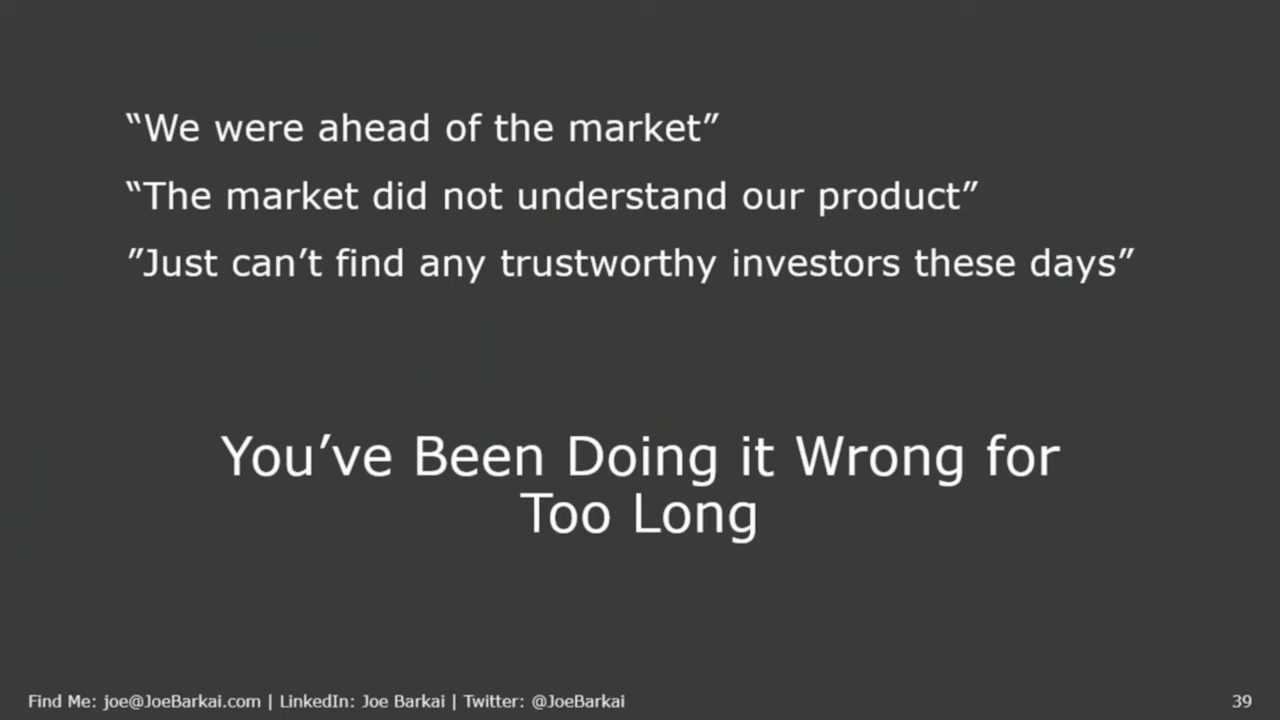 “We were ahead of the market”
“The market did not understand our product”
”Just can’t find any trustworthy investors these days”
You’ve Been Doing it Wrong for
Too Long
Find Me: joe@JoeBarkai.com | LinkedIn: Joe Barkai | Twitter: @JoeBarkai
39